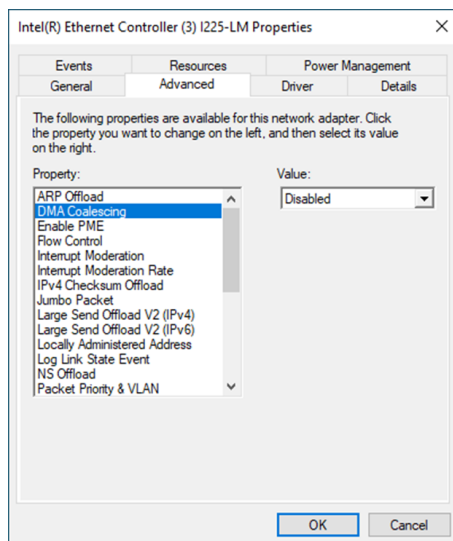 Intel(R) Ethernet Controller (3) I225-LM Properties
Events Resources Power Management
General Advanced Driver Details
The following properties are available for this network adapter. Click
the property you want to change on the left, and then select its value
on the right.
Property: Value:
ARP Offload Disabled
DMA Coalescing
Enable PME
Flow Control
Interrupt Moderation
Interrupt Moderation Rate
IPv4 Checksum Offload
Jumbo Packet
Large Send Offload V2 (IPv4)
Large Send Offload V2 (IPv6)
Locally Administered Address
Log Link State Event
NS Offload
Packet Priority & VLAN
OK Cancel